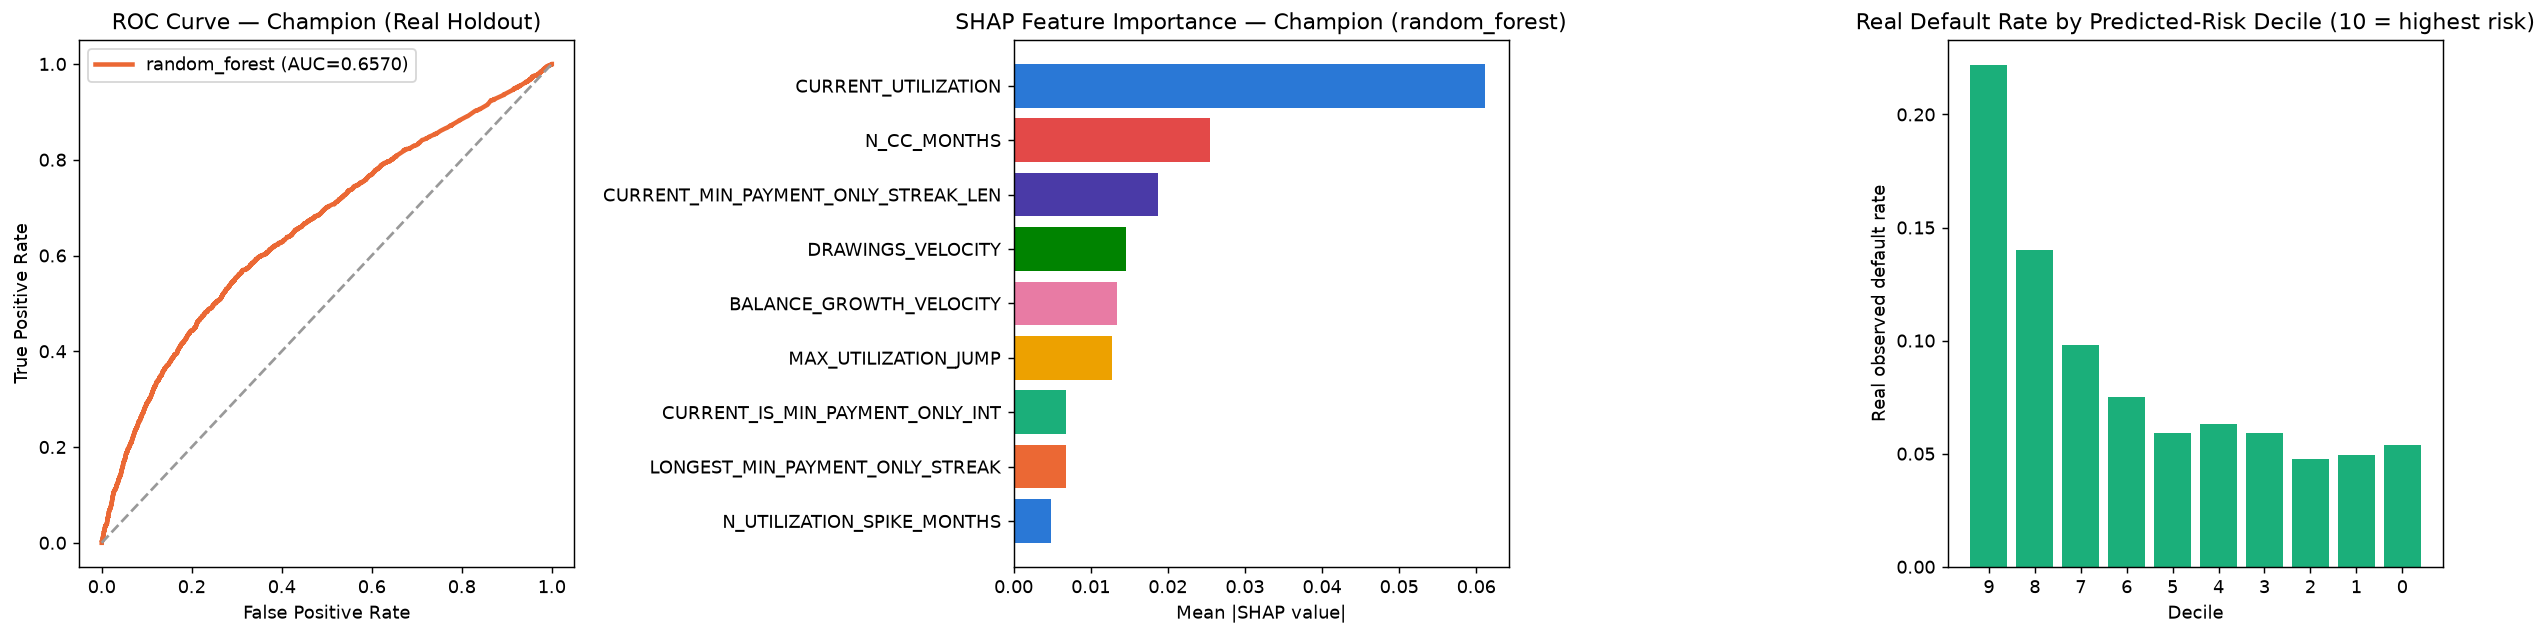 ROC Curve — Champion (Real Holdout)
random_forest (AUC=0.6570)
True Positive Rate
1.0
0.8
0.6
0.4
0.2
0.0
0.0 0.2 0.4 0.6 0.8 1.0
False Positive Rate
SHAP Feature Importance — Champion (random_forest)
CURRENT_UTILIZATION
N_CC_MONTHS
CURRENT_MIN_PAYMENT_ONLY_STREAK_LEN
DRAWINGS_VELOCITY
BALANCE_GROWTH_VELOCITY
MAX_UTILIZATION_JUMP
CURRENT_IS_MIN_PAYMENT_ONLY_INT
LONGEST_MIN_PAYMENT_ONLY_STREAK
N_UTILIZATION_SPIKE_MONTHS
0.00 0.01 0.02 0.03 0.04 0.05 0.06
Mean |SHAP value|
Real Default Rate by Predicted-Risk Decile (10 = highest risk)
Real observed default rate
0.20
0.15
0.10
0.05
0.00
9 8 7 6 5 4 3 2 1 0
Decile